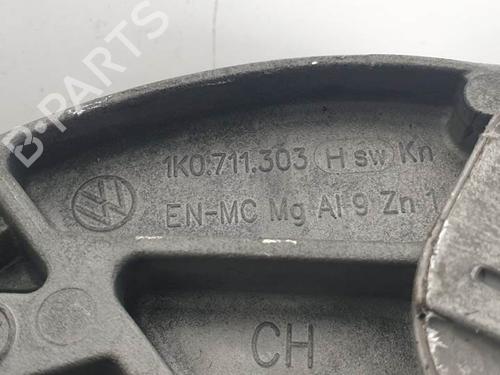 B-PARTS
1K0.711.303 H sw Kn
EN-MC Mg Al 9 Zn 1
CH